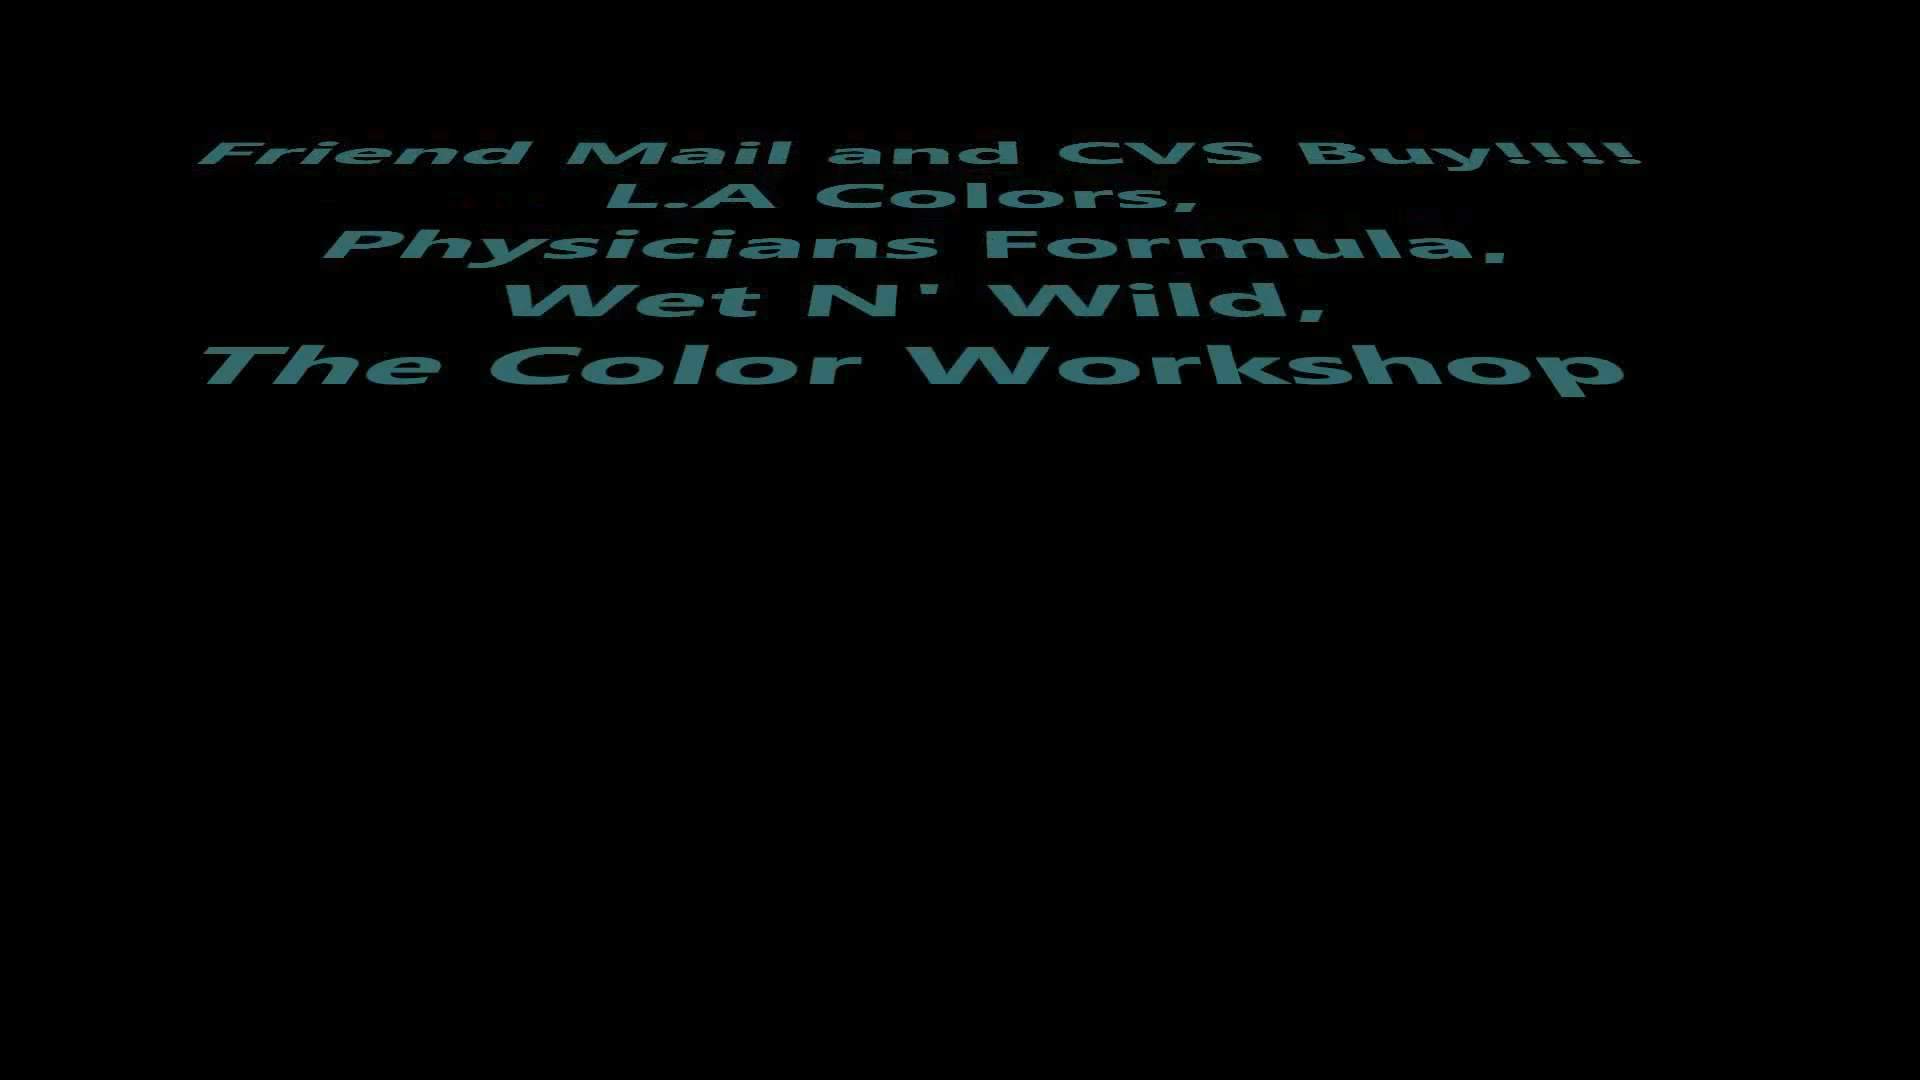 Friend Mail and CVS Buy!!!!
L.A Colors,
Physicians Formula,
Wet N' Wild,
The Color Workshop